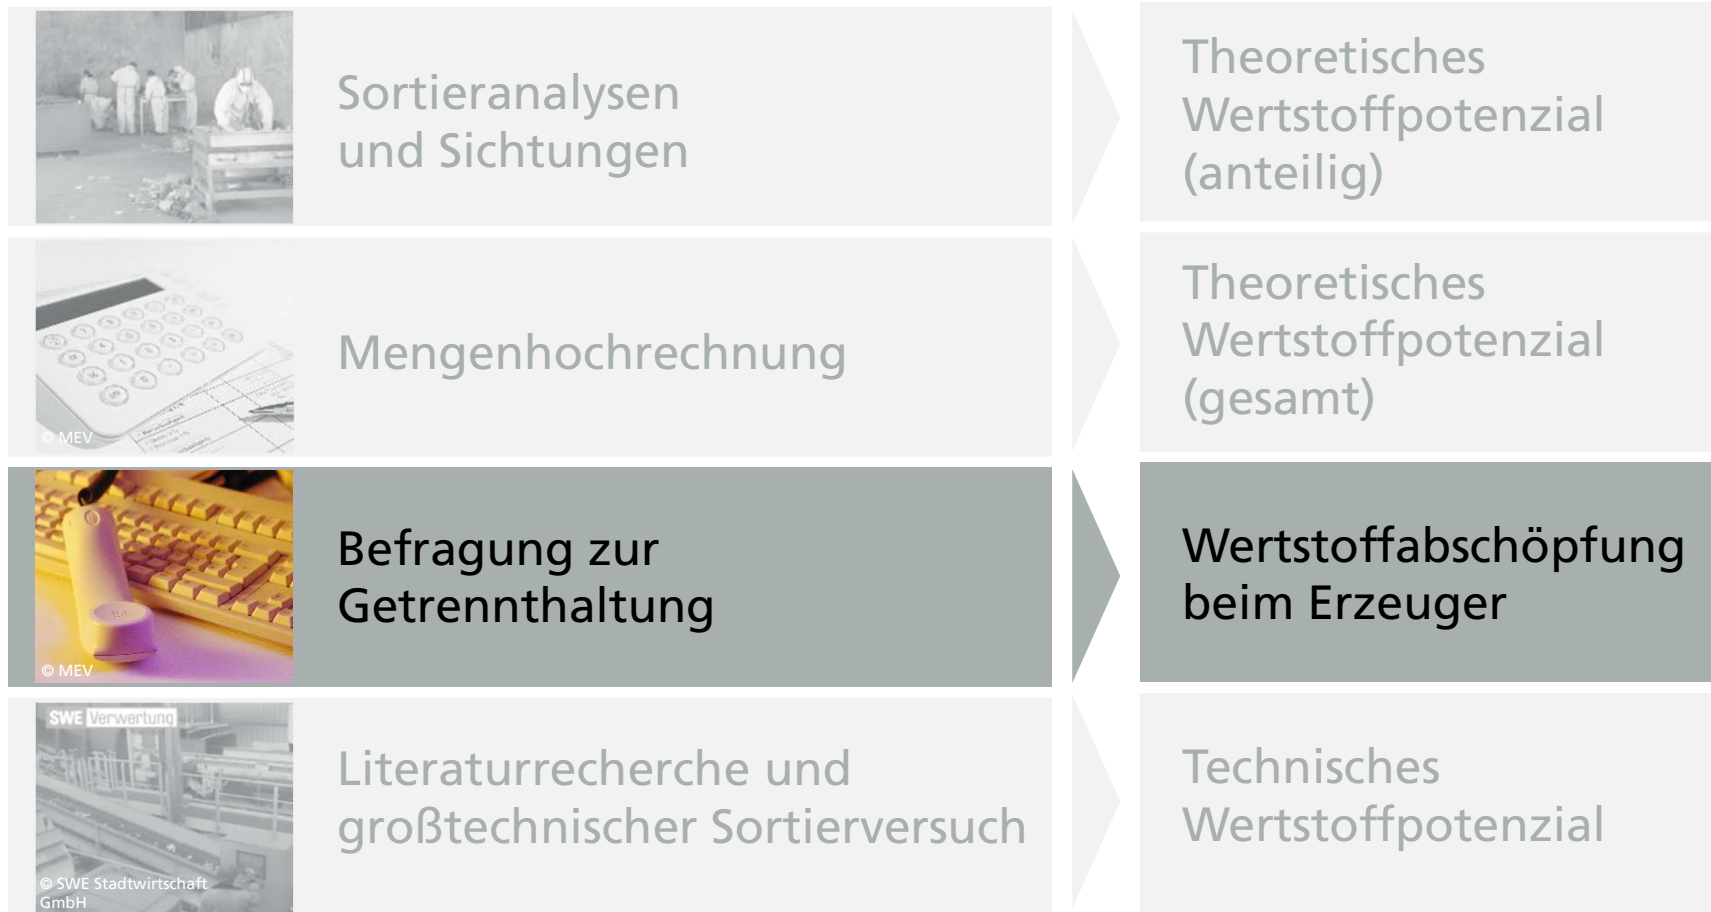 Sortieranalysen
und Sichtungen
Theoretisches
Wertstoffpotenzial
(anteilig)
Mengenhochrechnung
© MEV
Theoretisches
Wertstoffpotenzial
(gesamt)
Befragung zur
Getrennthaltung
© MEV
Wertstoffabschöpfung
beim Erzeuger
SWE Verwertung
Literaturrecherche und
großtechnischer Sortierversuch
© SWE Stadtwirtschaft
GmbH
Technisches
Wertstoffpotenzial